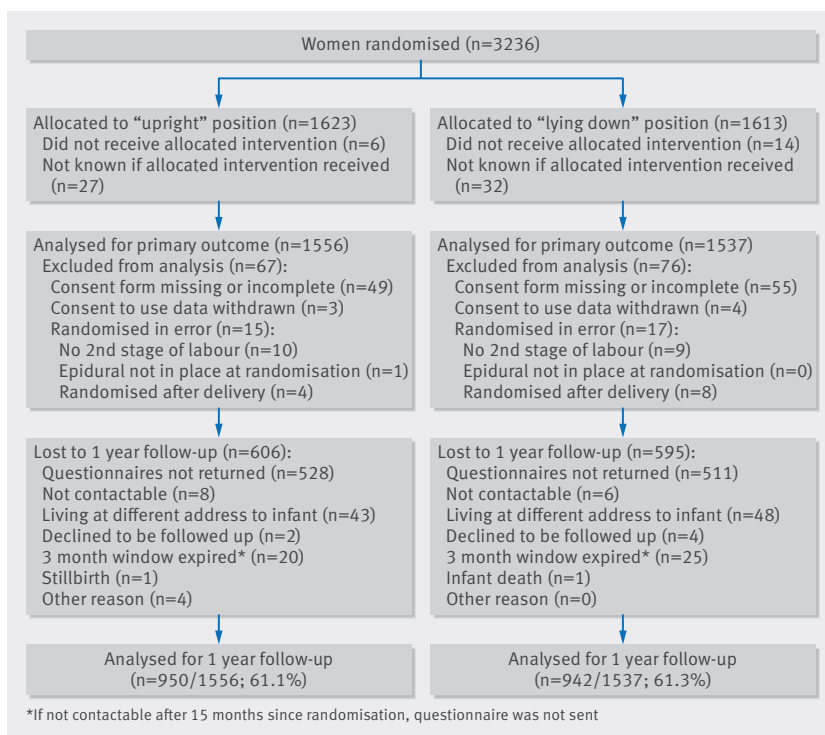 Women randomised (n=3236)
Allocated to “upright” position (n=1623)
Did not receive allocated intervention (n=6)
Not known if allocated intervention received
(n=27)
Allocated to “lying down” position (n=1613)
Did not receive allocated intervention (n=14)
Not known if allocated intervention received
(n=32)
Analysed for primary outcome (n=1556)
Excluded from analysis (n=67):
Consent form missing or incomplete (n=49)
Consent to use data withdrawn (n=3)
Randomised in error (n=15):
No 2nd stage of labour (n=10)
Epidural not in place at randomisation (n=1)
Randomised after delivery (n=4)
Analysed for primary outcome (n=1537)
Excluded from analysis (n=76):
Consent form missing or incomplete (n=55)
Consent to use data withdrawn (n=4)
Randomised in error (n=17):
No 2nd stage of labour (n=9)
Epidural not in place at randomisation (n=0)
Randomised after delivery (n=8)
Lost to 1 year follow-up (n=606):
Questionnaires not returned (n=528)
Not contactable (n=8)
Living at different address to infant (n=43)
Declined to be followed up (n=2)
3 month window expired* (n=20)
Stillbirth (n=1)
Other reason (n=4)
Lost to 1 year follow-up (n=595):
Questionnaires not returned (n=511)
Not contactable (n=6)
Living at different address to infant (n=48)
Declined to be followed up (n=4)
3 month window expired* (n=25)
Infant death (n=1)
Other reason (n=0)
Analysed for 1 year follow-up
(n=950/1556; 61.1%)
Analysed for 1 year follow-up
(n=942/1537; 61.3%)
*If not contactable after 15 months since randomisation, questionnaire was not sent